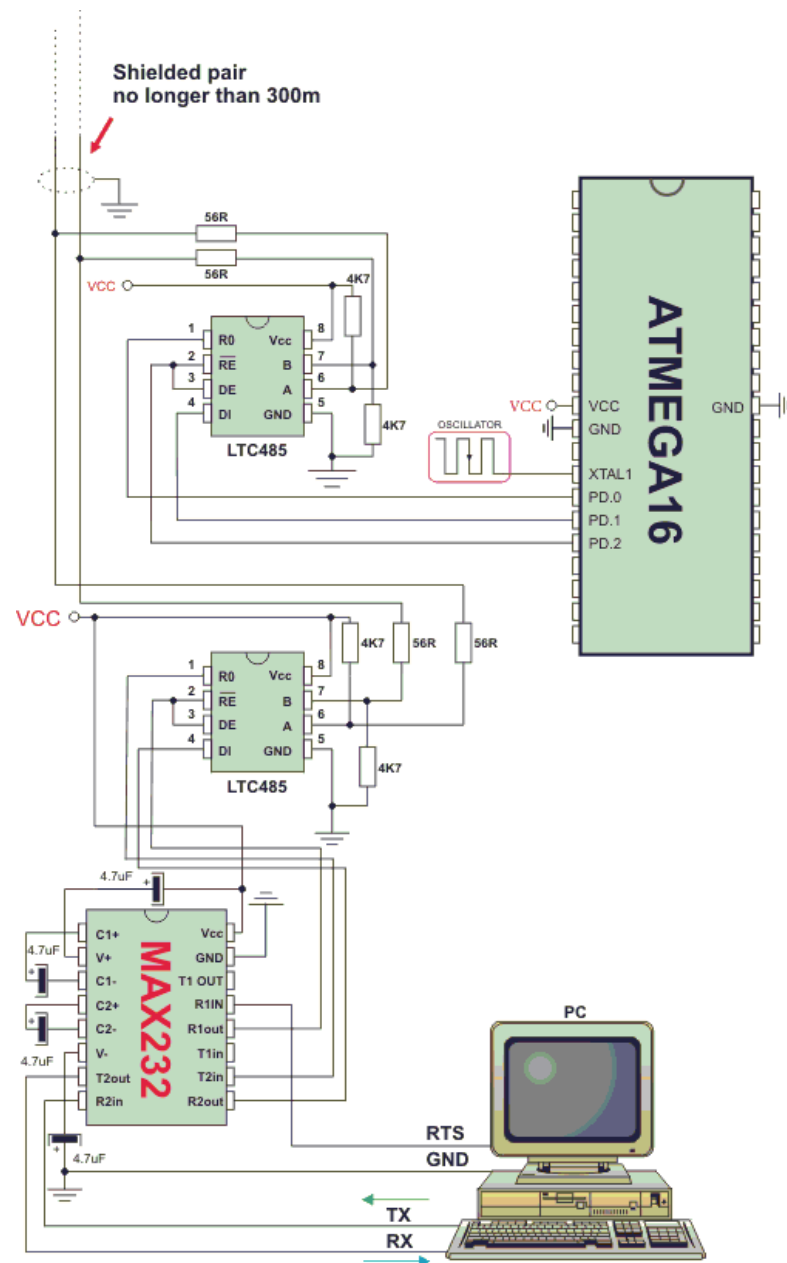 Shielded pair
no longer than 300m
56R
56R
VCC
4K7
1
R0
Vcc
8
2
RE
B
7
3
DE
A
6
4
DI
GND
5
4K7
LTC485
OSCILLATOR
ATMEGA16
VCC
VCC
GND
GND
XTAL1
PD.0
PD.1
PD.2
VCC
4K7
56R
56R
1
R0
Vcc
8
2
RE
B
7
3
DE
A
6
4
DI
GND
5
4K7
LTC485
4.7uF
+
MAX232
C1+
Vcc
4.7uF
V+
GND
+
C1-
T1 OUT
C2+
R1IN
+
C2-
R1out
4.7uF
V-
T1in
T2out
T2in
R2in
R2out
+
4.7uF
PC
RTS
GND
TX
RX